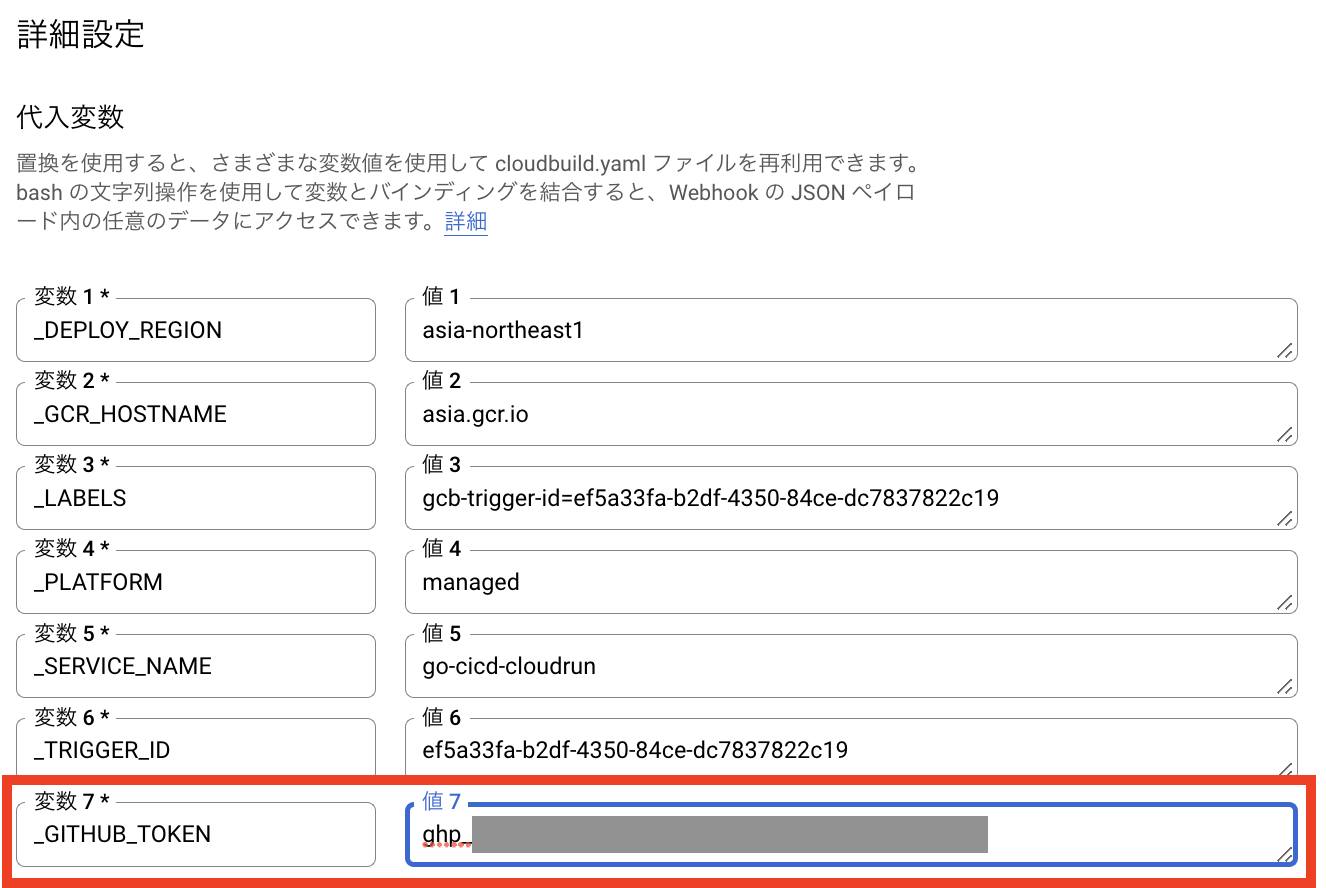 詳細設定
代入変数
置換を使用すると、さまざまな変数値を使用して cloudbuild.yaml ファイルを再利用できます。
bash の文字列操作を使用して変数とバインディングを結合すると、Webhook の JSON ペイロ
ード内の任意のデータにアクセスできます。詳細
変数 1 * 値 1
_DEPLOY_REGION asia-northeast1
変数 2 * 値 2
_GCR_HOSTNAME asia.gcr.io
変数 3 * 値 3
_LABELS gcb-trigger-id=ef5a33fa-b2df-4350-84ce-dc7837822c19
変数 4 * 値 4
_PLATFORM managed
変数 5 * 値 5
_SERVICE_NAME go-cicd-cloudrun
変数 6 * 値 6
_TRIGGER_ID ef5a33fa-b2df-4350-84ce-dc7837822c19
変数 7 * 値 7
_GITHUB_TOKEN ghp_